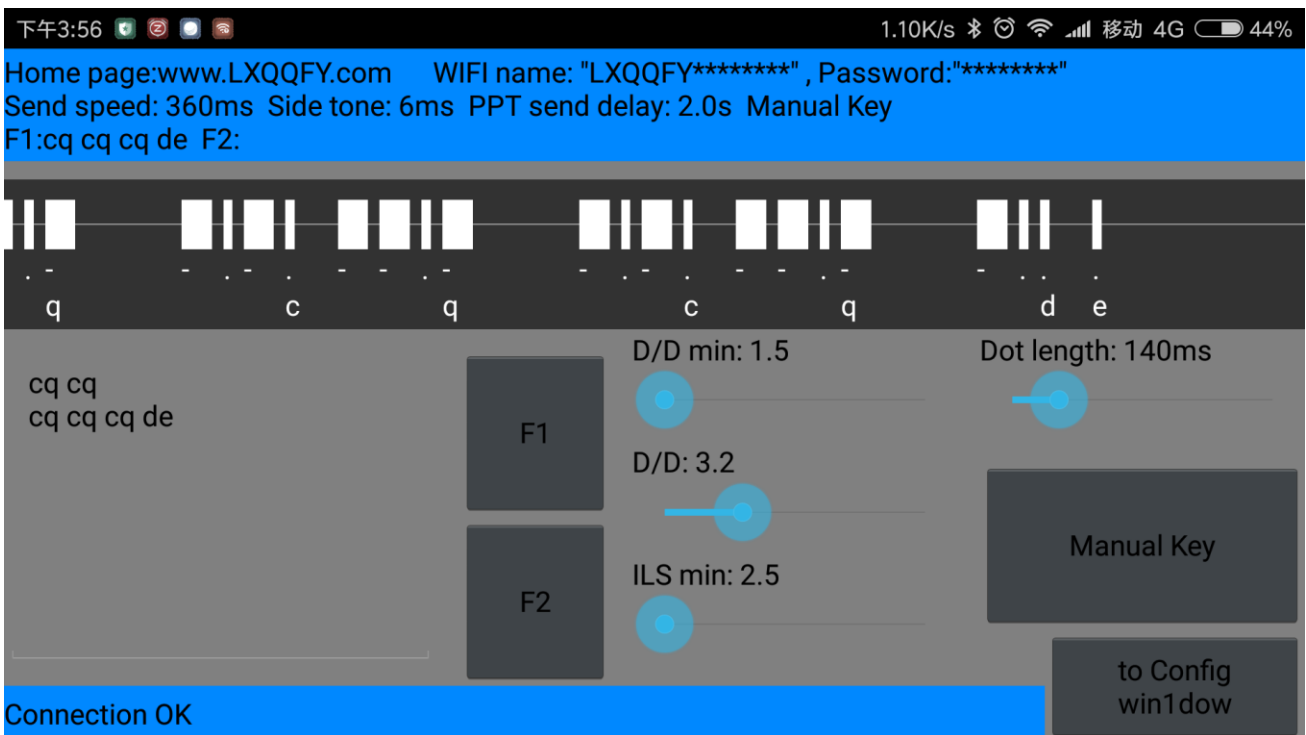 下午3:56 1.10K/s 移动 4G 44%
Home page:www.LXQQFY.com WIFI name: "LXQQFY********" , Password:"********"
Send speed: 360ms Side tone: 6ms PPT send delay: 2.0s Manual Key
F1:cq cq cq de F2:
. - - . - . - - . - - . - . - - . - - . . .
q c q c q d e
cq cq
cq cq cq de
F1
F2
D/D min: 1.5
D/D: 3.2
ILS min: 2.5
Dot length: 140ms
Manual Key
to Config
win1dow
Connection OK